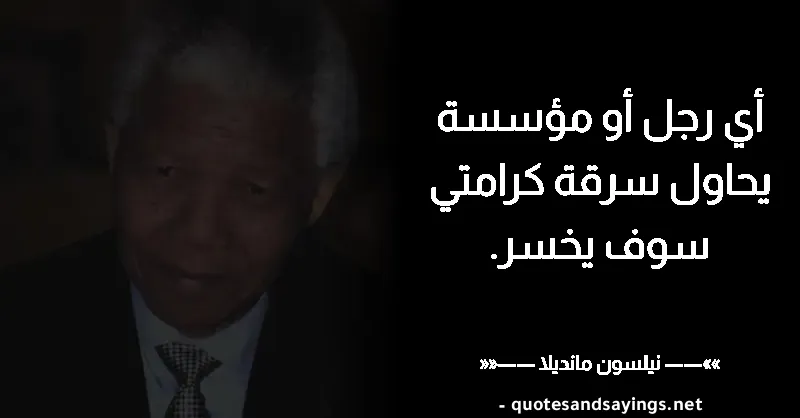 أي رجل أو مؤسسة
يحاول سرقة كرامتي
سوف يخسر.
»»—— نيلسون مانديلا ——««
- quotesandsayings.net